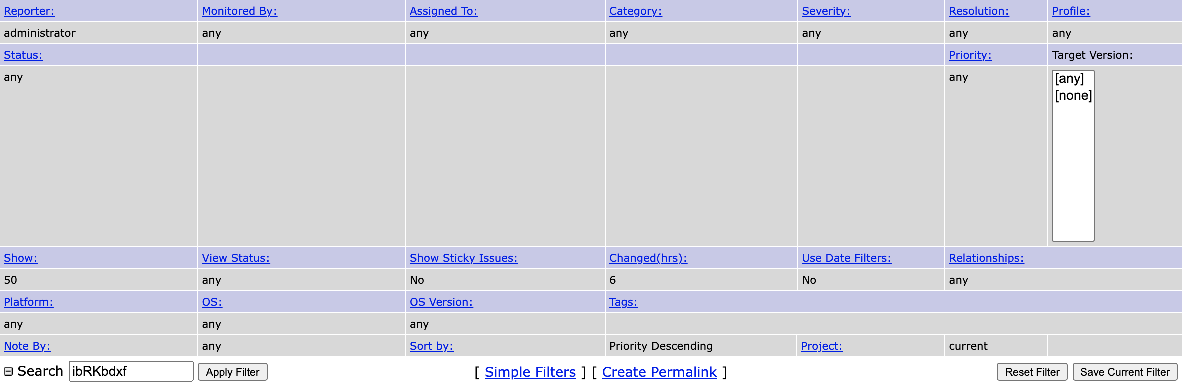 Reporter: Monitored By: Assigned To: Category: Severity: Resolution: Profile:
administrator any any any any any any
Status: Priority: Target Version:
any any [any]
[none]
Show: View Status: Show Sticky Issues: Changed(hrs): Use Date Filters: Relationships:
50 any No 6 No any
Platform: OS: OS Version: Tags:
any any any
Note By: any Sort by: Priority Descending Project: current
Search ibRKbdxf Apply Filter [ Simple Filters ] [ Create Permalink ] Reset Filter Save Current Filter